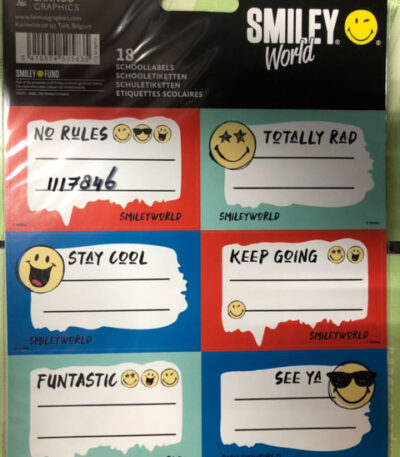 GRAPHICS
Kazerneстraat
SMILEY
World
18
SCHOOLLABELS
SCHOOLETIKETTEN
SCHULETIKETTEN
ETIQUETTES SCOLAIRES
SMILEY FUND
NO RULES
1117846
SMILEYWORLD
TOTALLY RAD
SMILEYWORLD
STAY COOL
SMILEYWORLD
KEEP GOING
SMILEYWORLD
FUNTASTIC
SEE YA